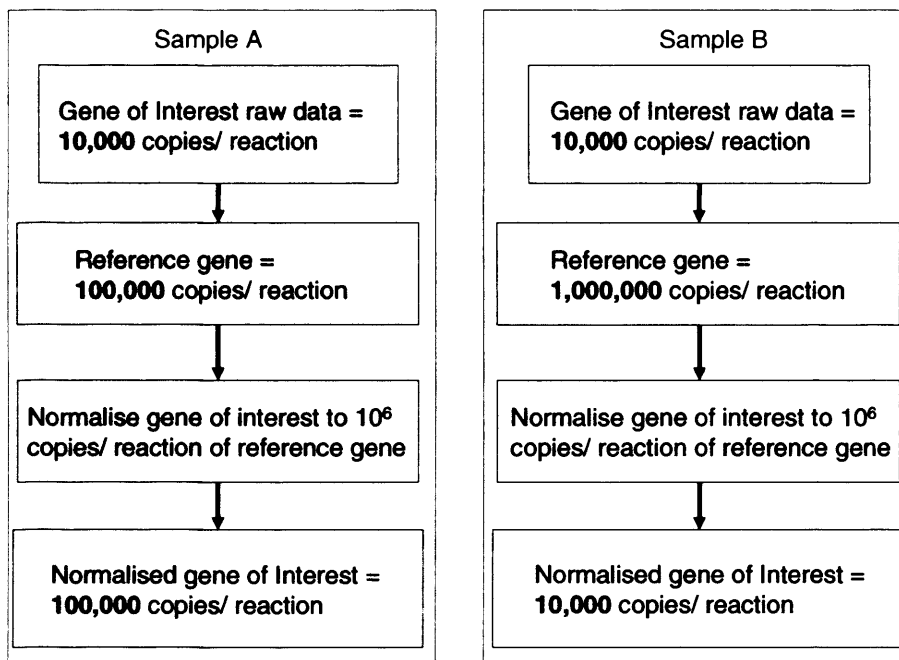 Sample A
Gene of Interest raw data =
10,000 copies/ reaction
Reference gene =
100,000 copies/ reaction
Normalise gene of interest to 10⁶
copies/ reaction of reference gene
Normalised gene of Interest =
100,000 copies/ reaction
Sample B
Gene of Interest raw data =
10,000 copies/ reaction
Reference gene =
1,000,000 copies/ reaction
Normalise gene of interest to 10⁶
copies/ reaction of reference gene
Normalised gene of Interest =
10,000 copies/ reaction